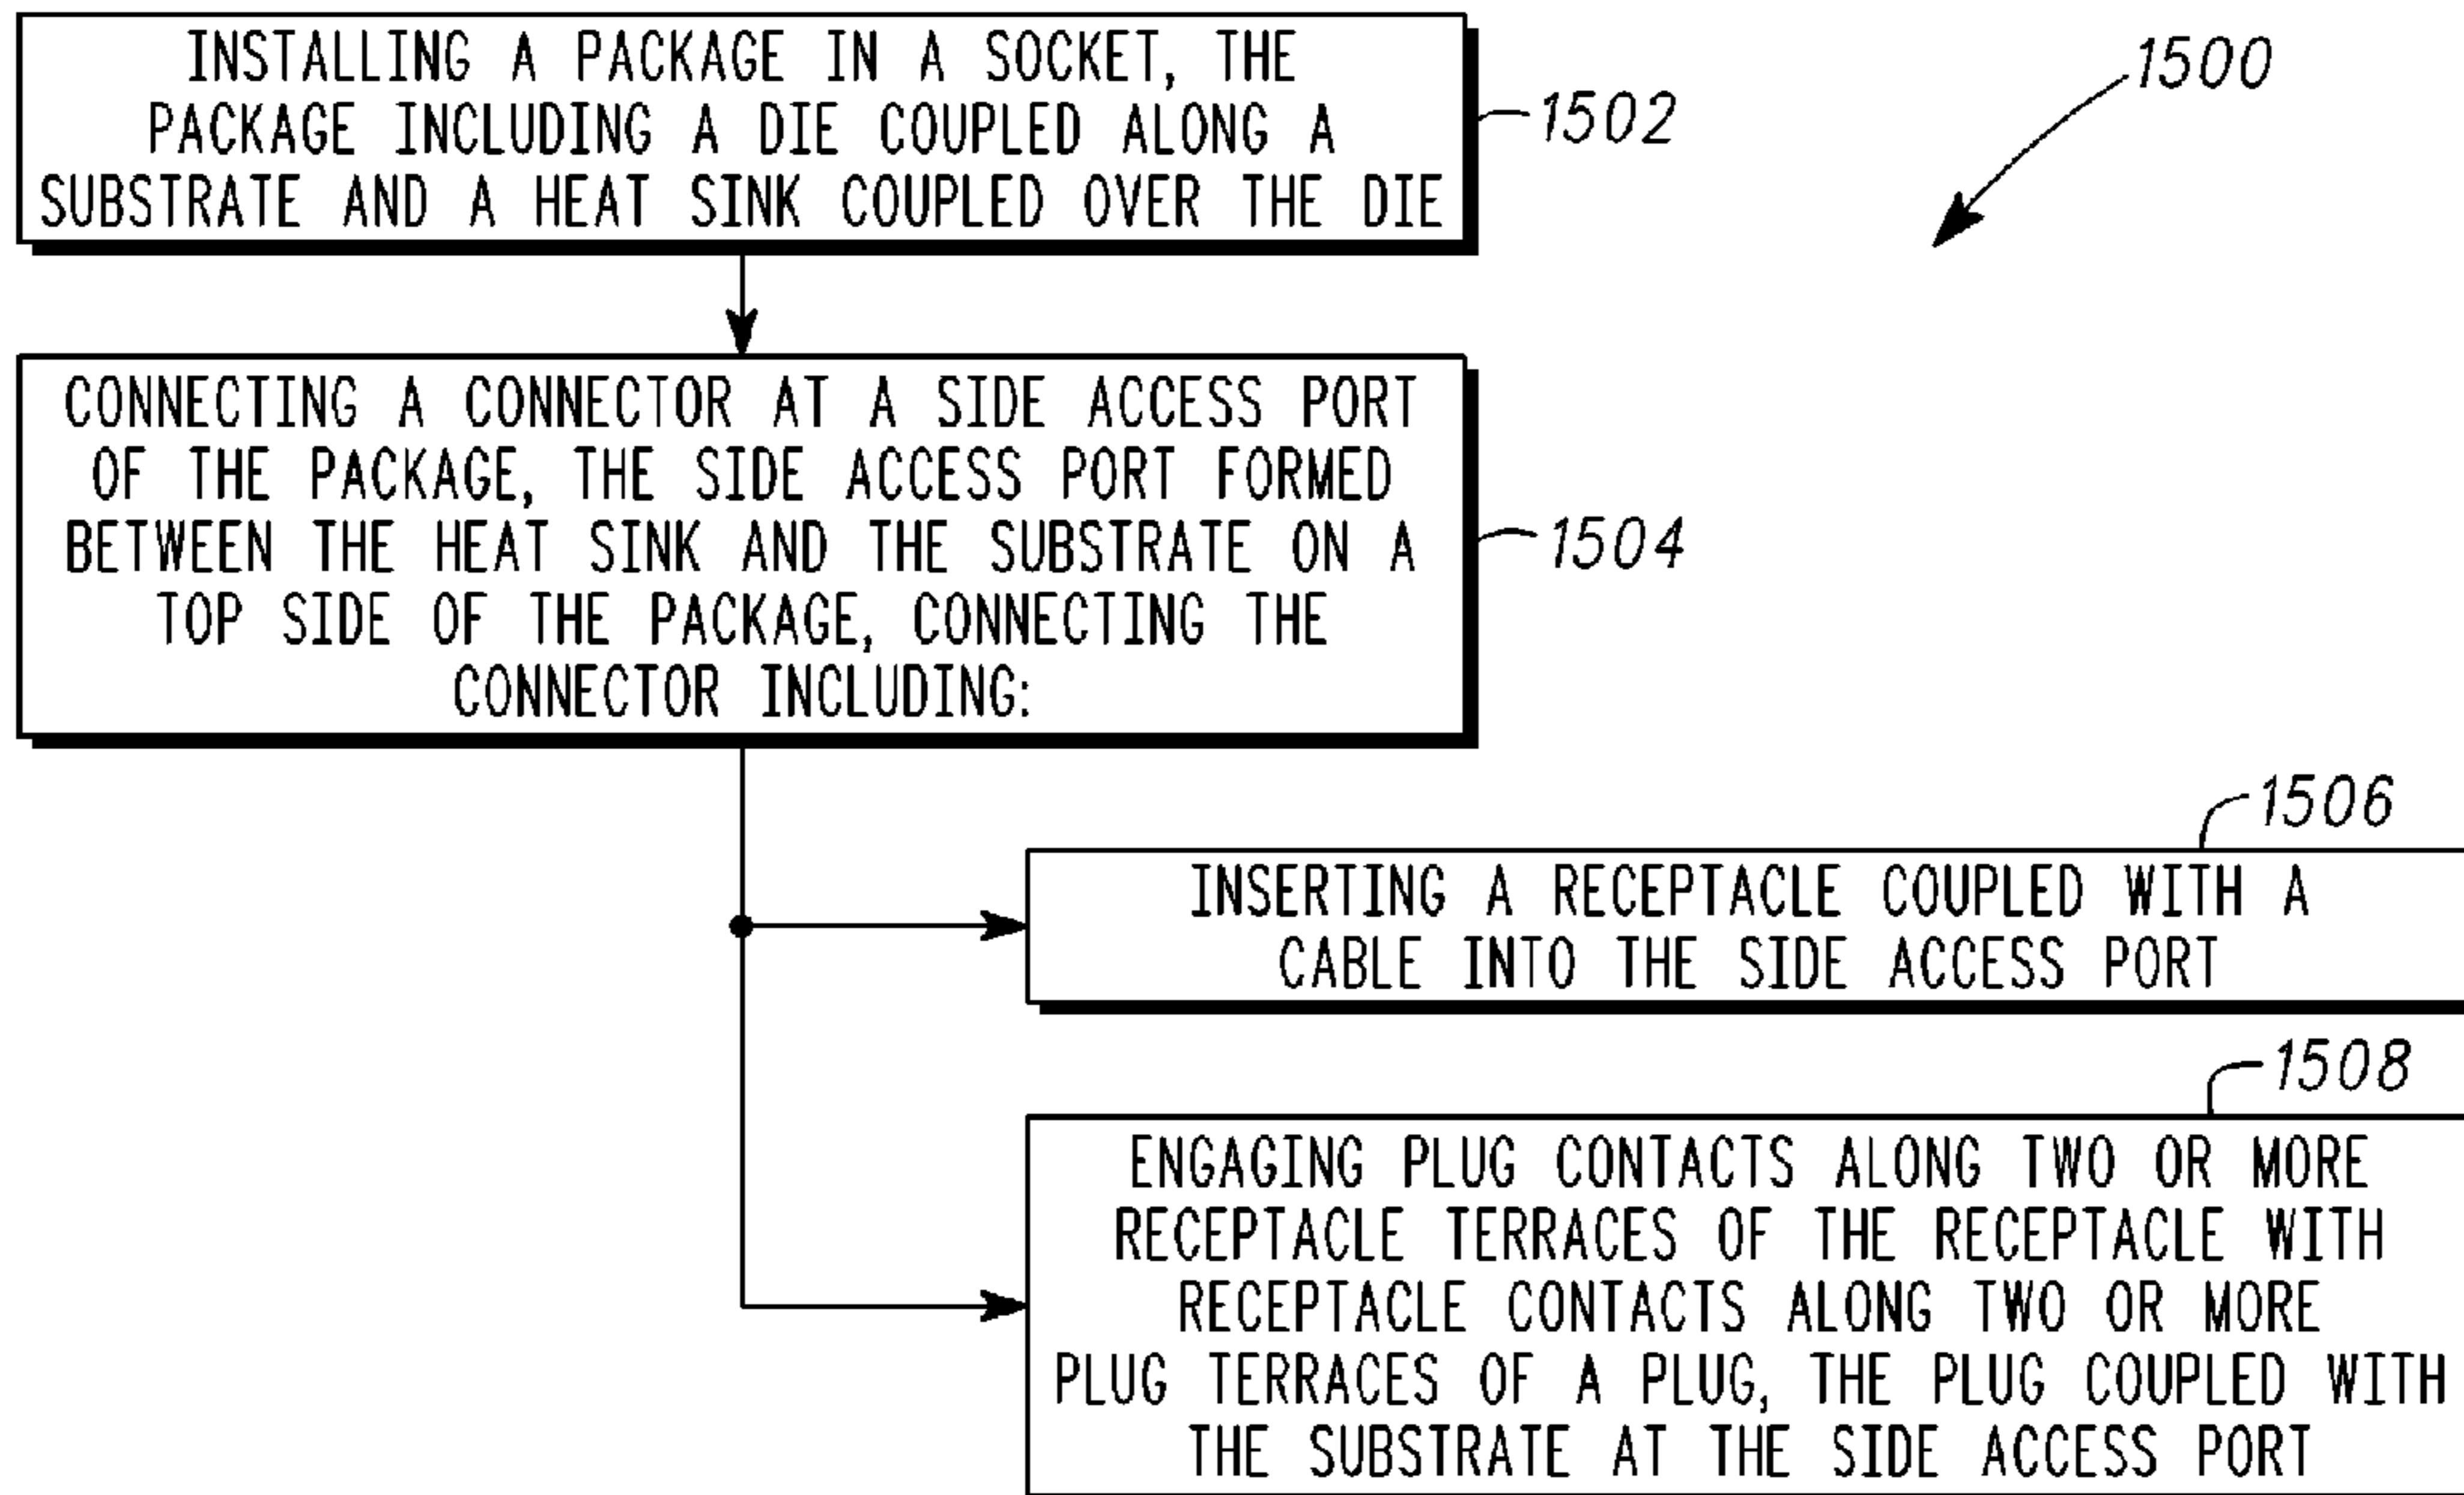 INSTALLING A PACKAGE IN A SOCKET, THE
PACKAGE INCLUDING A DIE COUPLED ALONG A
SUBSTRATE AND A HEAT SINK COUPLED OVER THE DIE
1502
1500
CONNECTING A CONNECTOR AT A SIDE ACCESS PORT
OF THE PACKAGE, THE SIDE ACCESS PORT FORMED
BETWEEN THE HEAT SINK AND THE SUBSTRATE ON A
TOP SIDE OF THE PACKAGE, CONNECTING THE
CONNECTOR INCLUDING:
1504
1506
INSERTING A RECEPTACLE COUPLED WITH A
CABLE INTO THE SIDE ACCESS PORT
1508
ENGAGING PLUG CONTACTS ALONG TWO OR MORE
RECEPTACLE TERRACES OF THE RECEPTACLE WITH
RECEPTACLE CONTACTS ALONG TWO OR MORE
PLUG TERRACES OF A PLUG, THE PLUG COUPLED WITH
THE SUBSTRATE AT THE SIDE ACCESS PORT